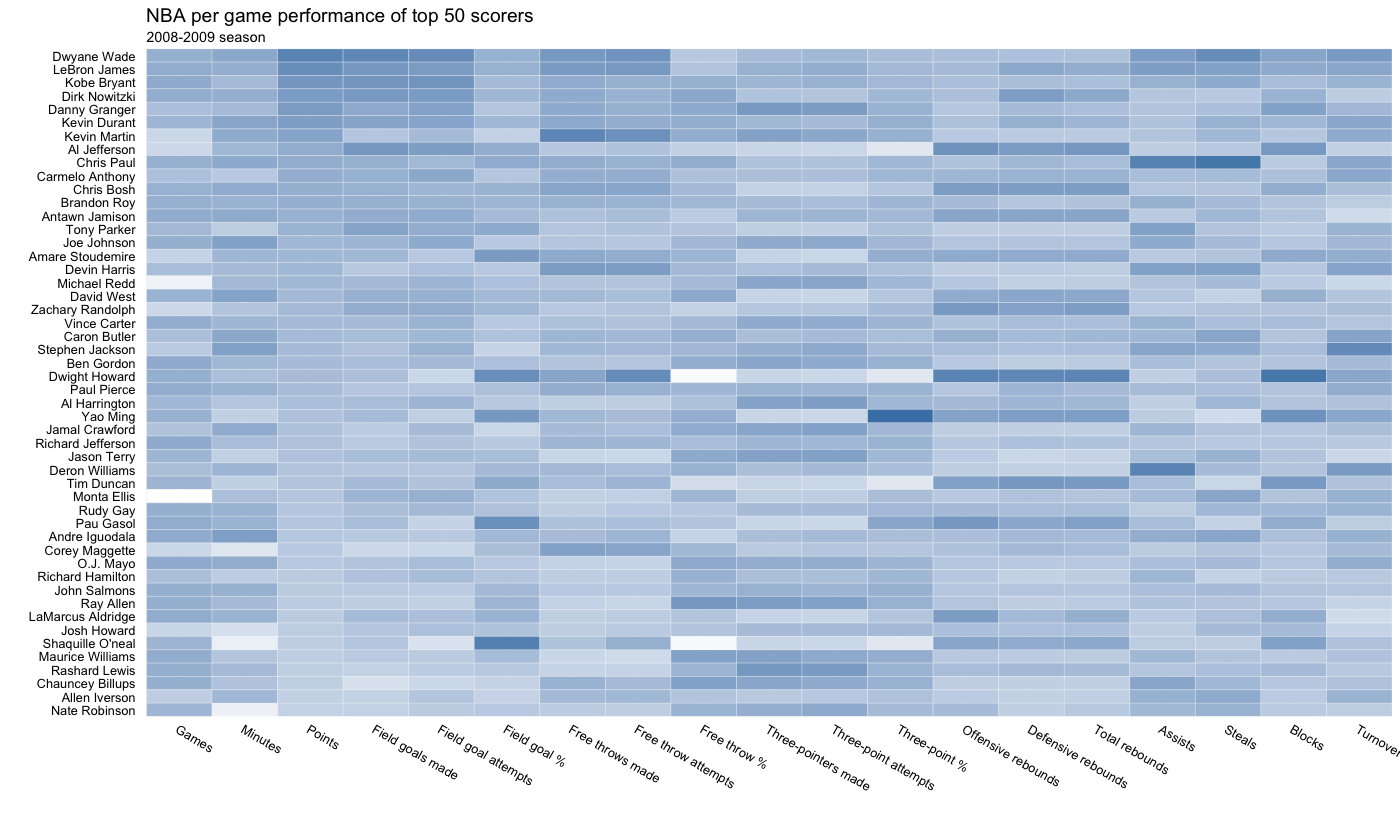 NBA per game performance of top 50 scorers
2008-2009 season
Dwyane Wade
LeBron James
Kobe Bryant
Dirk Nowitzki
Danny Granger
Kevin Durant
Kevin Martin
Al Jefferson
Chris Paul
Carmelo Anthony
Chris Bosh
Brandon Roy
Antawn Jamison
Tony Parker
Joe Johnson
Amare Stoudemire
Devin Harris
Michael Redd
David West
Zachary Randolph
Vince Carter
Caron Butler
Stephen Jackson
Ben Gordon
Dwight Howard
Paul Pierce
Al Harrington
Yao Ming
Jamal Crawford
Richard Jefferson
Jason Terry
Deron Williams
Tim Duncan
Monta Ellis
Rudy Gay
Pau Gasol
Andre Iguodala
Corey Maggette
O.J. Mayo
Richard Hamilton
John Salmons
Ray Allen
LaMarcus Aldridge
Josh Howard
Shaquille O'neal
Maurice Williams
Rashard Lewis
Chauncey Billups
Allen Iverson
Nate Robinson
Games
Minutes
Points
Field goals made
Field goal attempts
Field goal %
Free throws made
Free throw attempts
Free throw %
Three-pointers made
Three-point attempts
Three-point %
Offensive rebounds
Defensive rebounds
Total rebounds
Assists
Steals
Blocks
Turnover